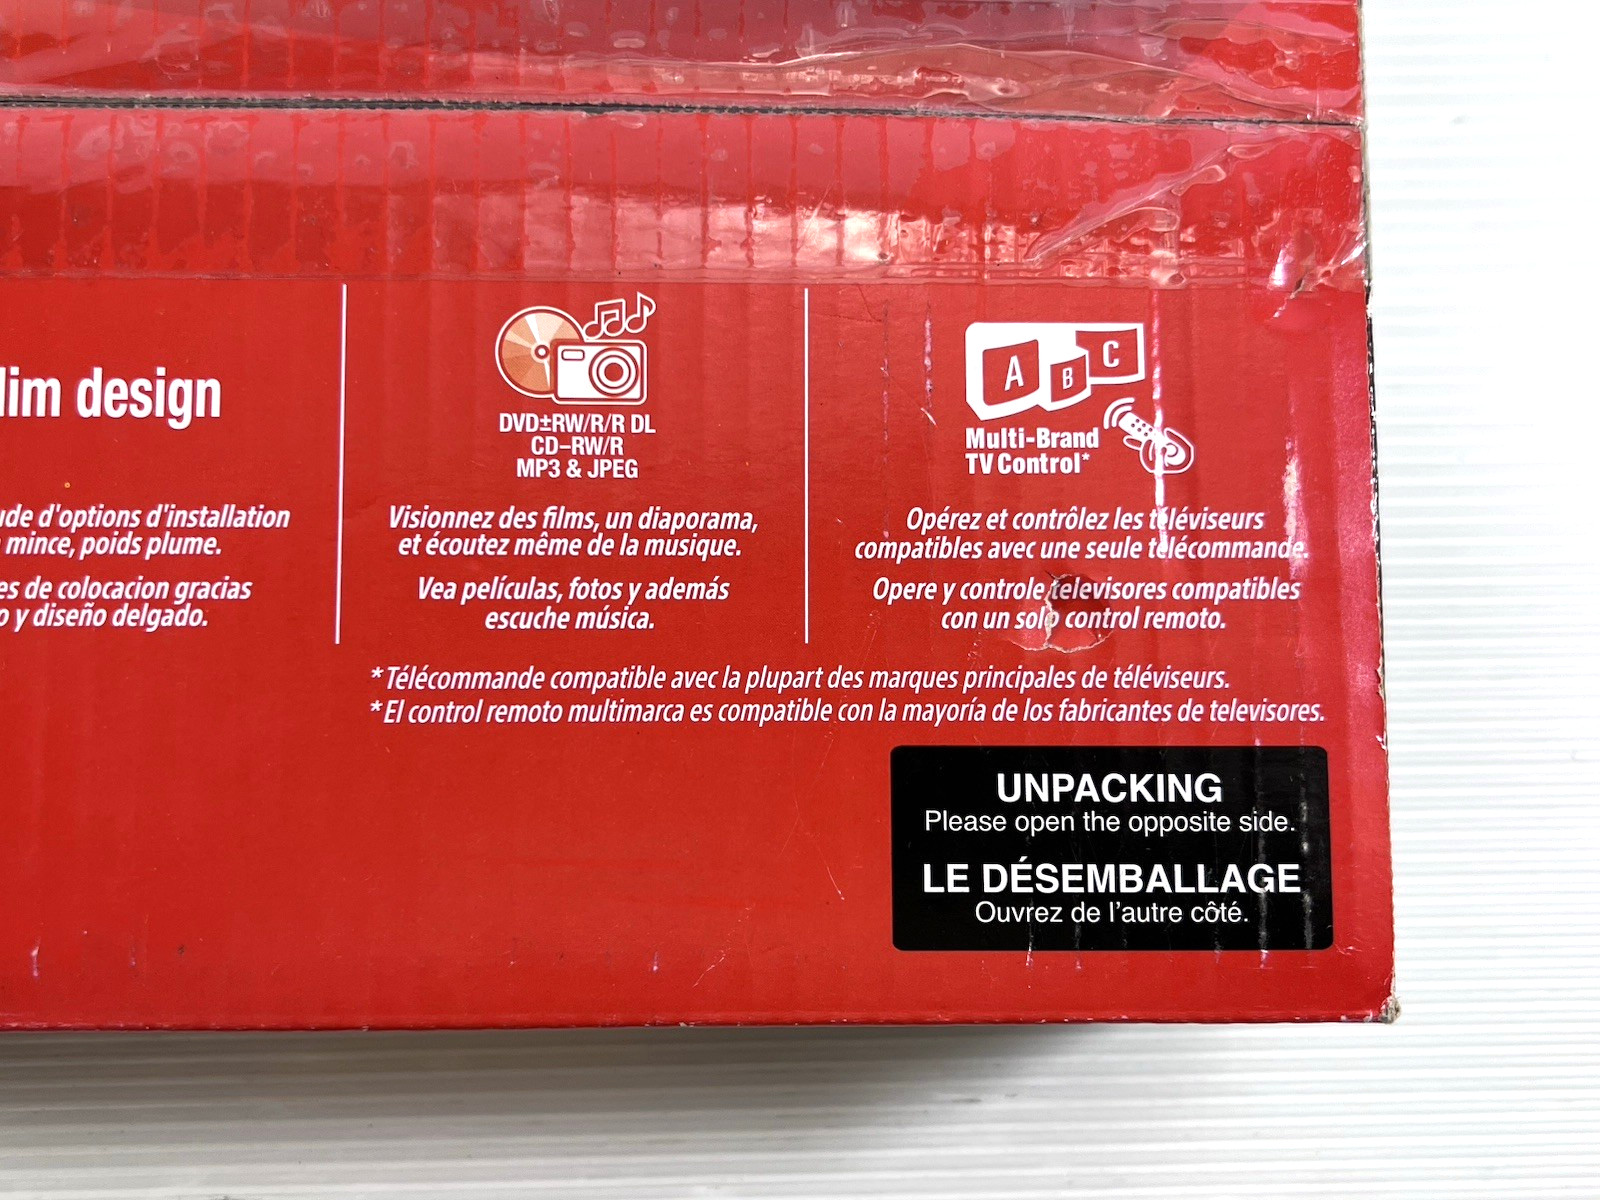 design
d'options d'installation
mince, poids plume.
es de colocacion gracias
o y diseño delgado.
DVD±RW/R/R DL
CD–RW/R
MP3 & JPEG
Visionnez des films, un diaporama,
et écoutez même de la musique.
Vea películas, fotos y además
escuche música.
A B C
Multi-Brand
TV Control*
Opérez et contrôlez les téléviseurs
compatibles avec une seule télécommande.
Opere y controle televisores compatibles
con un solo control remoto.
*Télécommande compatible avec la plupart des marques principales de téléviseurs.
*El control remoto multimarca es compatible con la mayoría de los fabricantes de televisores.
UNPACKING
Please open the opposite side.
LE DÉSEMBALLAGE
Ouvrez de l'autre côté.